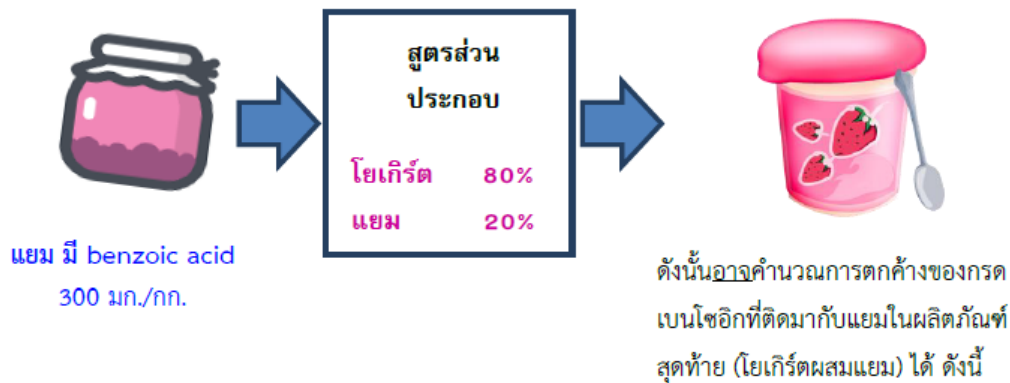 แยม มี benzoic acid
300 มก./กก.
สูตรส่วน
ประกอบ
โยเกิร์ต 80%
แยม 20%
ดังนั้นอาจคำนวณการตกค้างของกรด
เบนโซอิกที่ติดมากับแยมในผลิตภัณฑ์
สุดท้าย (โยเกิร์ตผสมแยม) ได้ ดังนี้